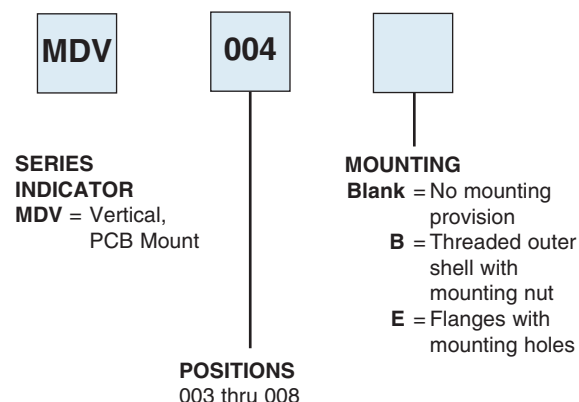 MDV
004
SERIES
INDICATOR
MDV = Vertical,
PCB Mount
MOUNTING
Blank = No mounting
provision
B = Threaded outer
shell with
mounting nut
E = Flanges with
mounting holes
POSITIONS
003 thru 008